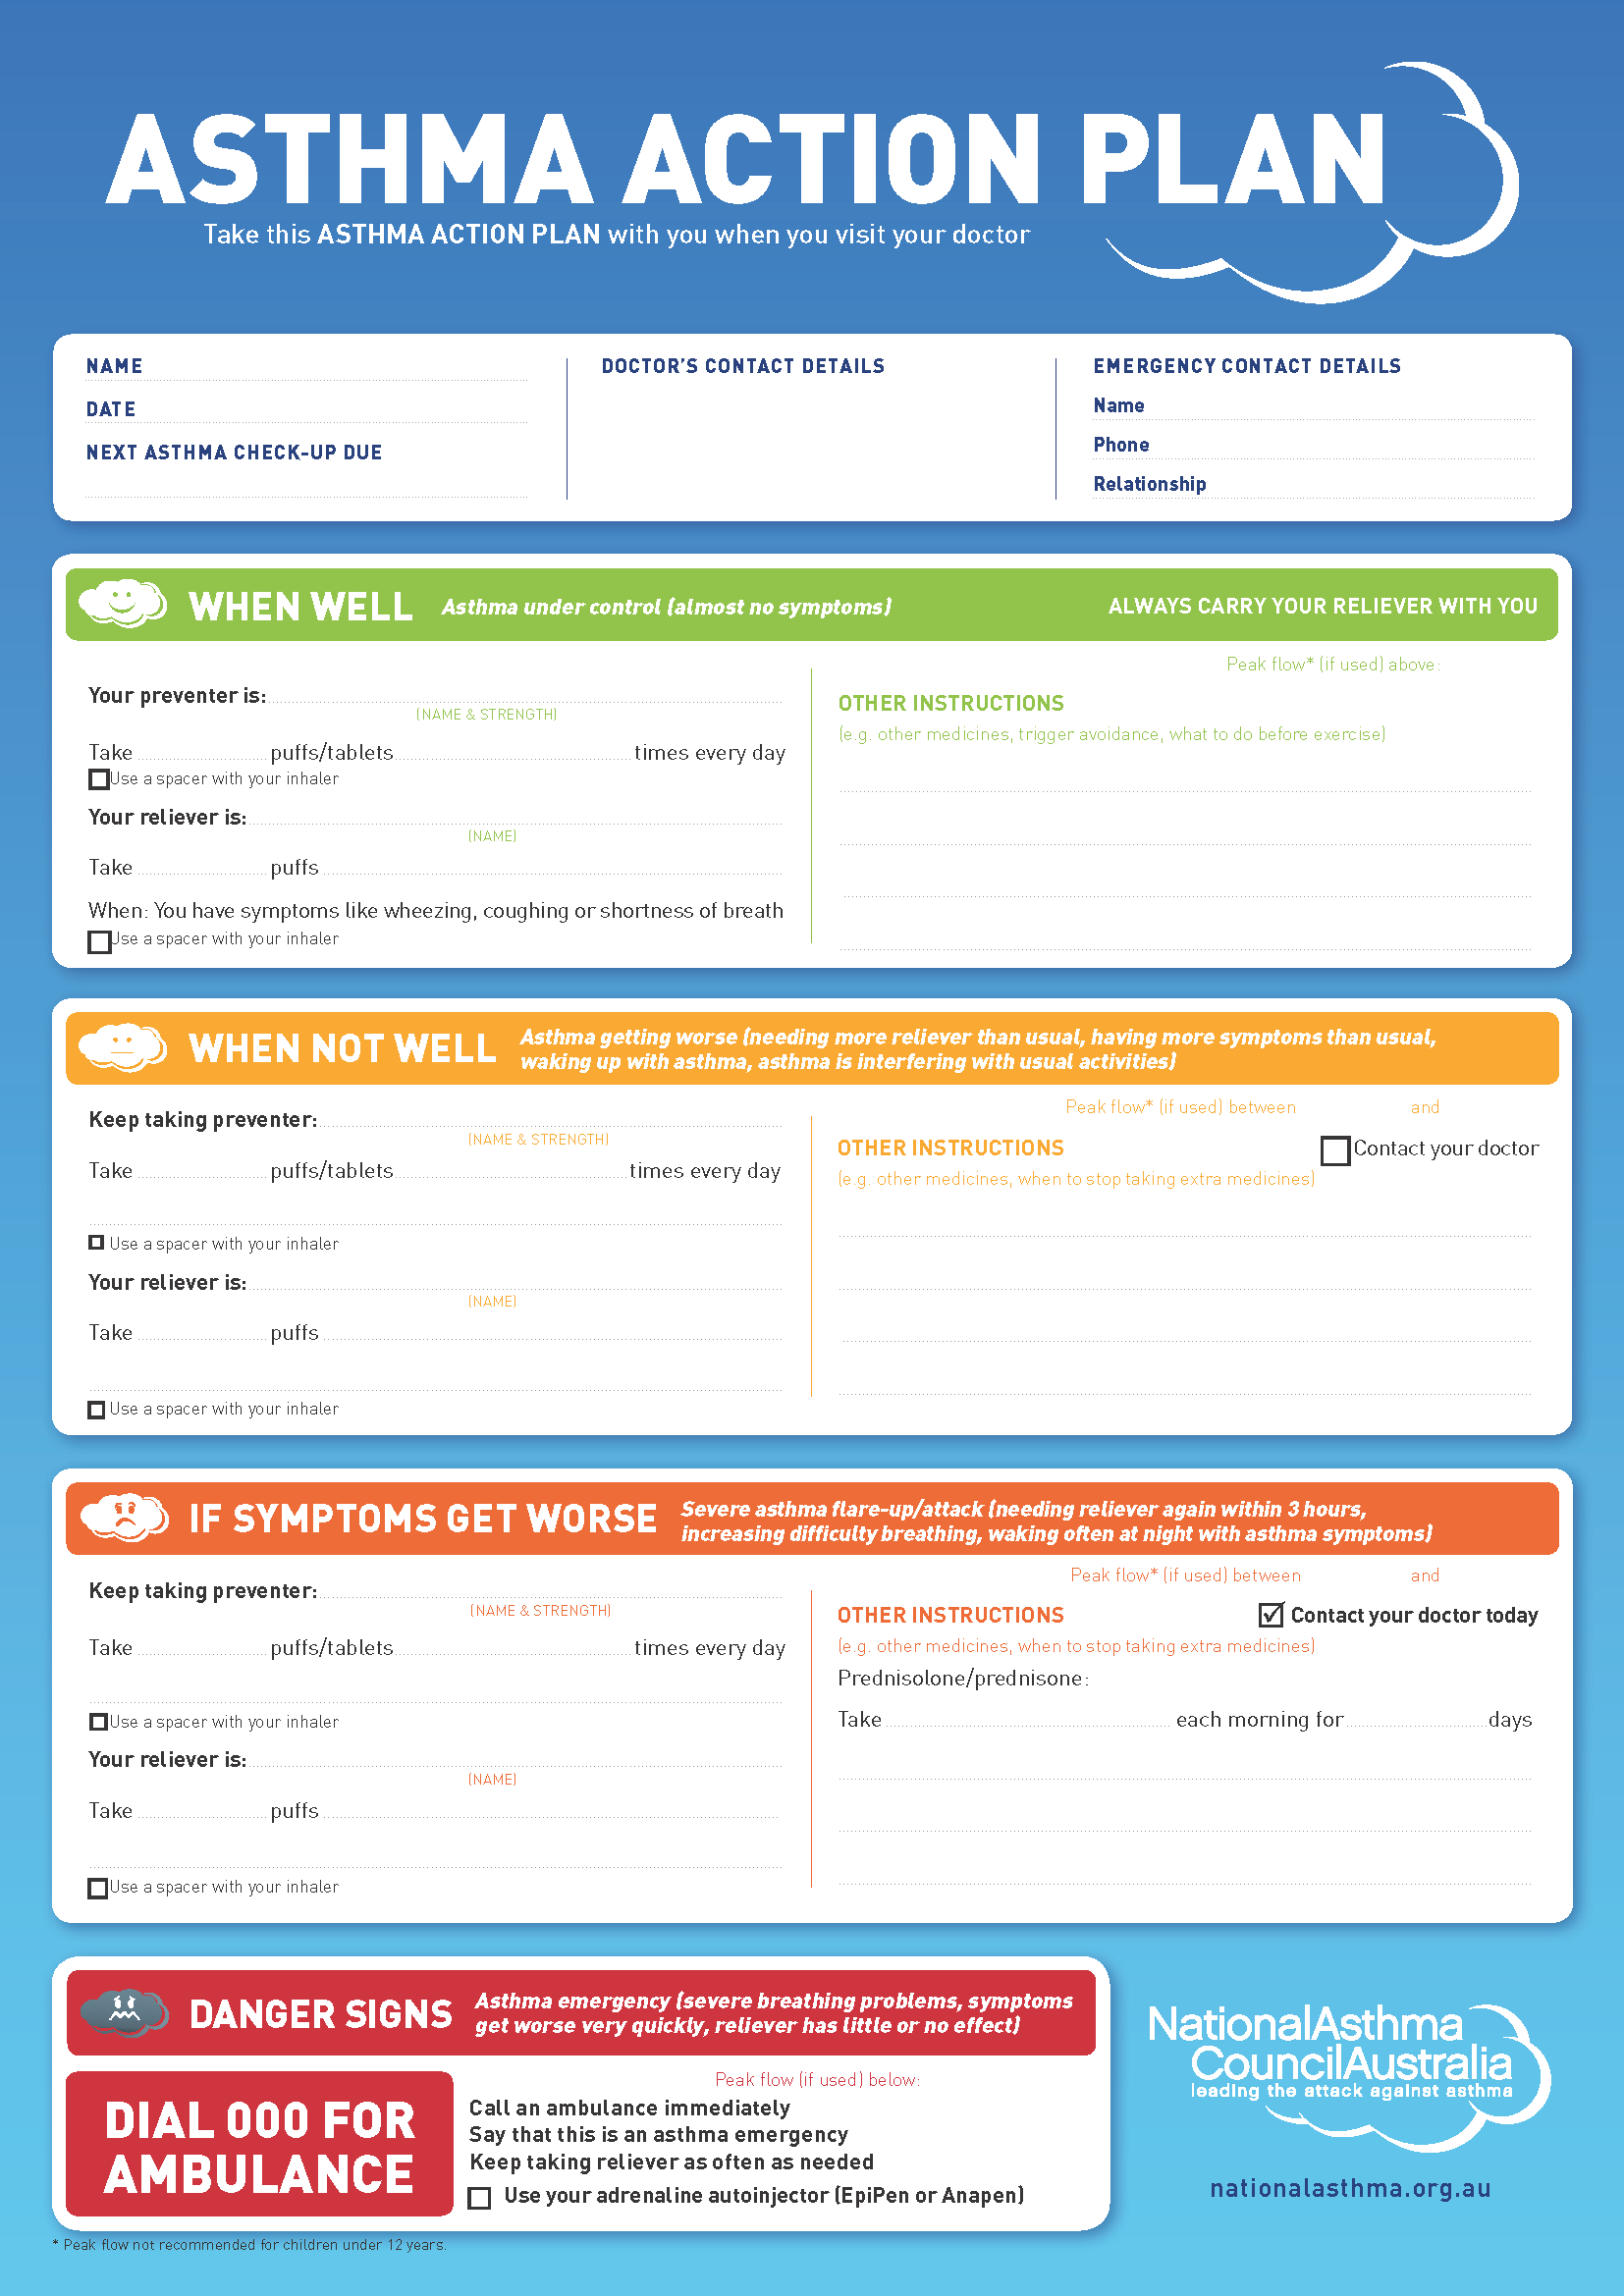 ASTHMA ACTION PLAN
Take this ASTHMA ACTION PLAN with you when you visit your doctor
NAME
DATE
NEXT ASTHMA CHECK-UP DUE
DOCTOR'S CONTACT DETAILS
EMERGENCY CONTACT DETAILS
Name
Phone
Relationship
WHEN WELL
Asthma under control (almost no symptoms)
ALWAYS CARRY YOUR RELIEVER WITH YOU
Your preventer is:
(NAME & STRENGTH)
Take puffs/tablets times every day
Use a spacer with your inhaler
Your reliever is:
(NAME)
Take puffs
When: You have symptoms like wheezing, coughing or shortness of breath
Use a spacer with your inhaler
Peak flow* (if used) above:
OTHER INSTRUCTIONS
(e.g. other medicines, trigger avoidance, what to do before exercise)
WHEN NOT WELL
Asthma getting worse (needing more reliever than usual, having more symptoms than usual,
waking up with asthma, asthma is interfering with usual activities)
Keep taking preventer:
(NAME & STRENGTH)
Take puffs/tablets times every day
Use a spacer with your inhaler
Your reliever is:
(NAME)
Take puffs
Use a spacer with your inhaler
Peak flow* (if used) between and
OTHER INSTRUCTIONS
Contact your doctor
(e.g. other medicines, when to stop taking extra medicines)
IF SYMPTOMS GET WORSE
Severe asthma flare-up/attack (needing reliever again within 3 hours,
increasing difficulty breathing, waking often at night with asthma symptoms)
Keep taking preventer:
(NAME & STRENGTH)
Take puffs/tablets times every day
Use a spacer with your inhaler
Your reliever is:
(NAME)
Take puffs
Use a spacer with your inhaler
Peak flow* (if used) between and
OTHER INSTRUCTIONS
Contact your doctor today
(e.g. other medicines, when to stop taking extra medicines)
Prednisolone/prednisone:
Take each morning for days
DANGER SIGNS
Asthma emergency (severe breathing problems, symptoms
get worse very quickly, reliever has little or no effect)
DIAL 000 FOR
AMBULANCE
Peak flow (if used) below:
Call an ambulance immediately
Say that this is an asthma emergency
Keep taking reliever as often as needed
Use your adrenaline autoinjector (EpiPen or Anapen)
NationalAsthma
CouncilAustralia
leading the attack against asthma
nationalasthma.org.au
* Peak flow not recommended for children under 12 years.